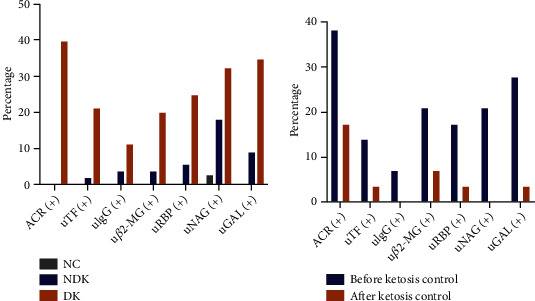 50
40
30
20
10
0
Percentage
ACR (+)
uTF (+)
uIgG (+)
uβ2-MG (+)
uRBP (+)
uNAG (+)
uGAL (+)
NC
NDK
DK
40
30
20
10
0
Percentage
ACR (+)
uTF (+)
uIgG (+)
uβ2-MG (+)
uRBP (+)
uNAG (+)
uGAL (+)
Before ketosis control
After ketosis control